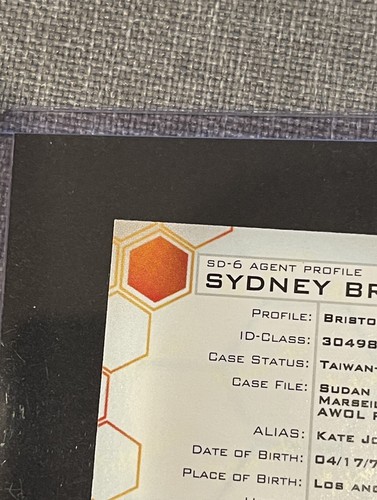 SD-6 AGENT PROFILE
SYDNEY BR
PROFILE: BRISTO
ID-CLASS: 30498
CASE STATUS: TAIWAN-
CASE FILE: SUDAN
MARSEIL
AWOL
ALIAS: KATE JO
DATE OF BIRTH: 04/17/7
PLACE OF BIRTH: LOS AN